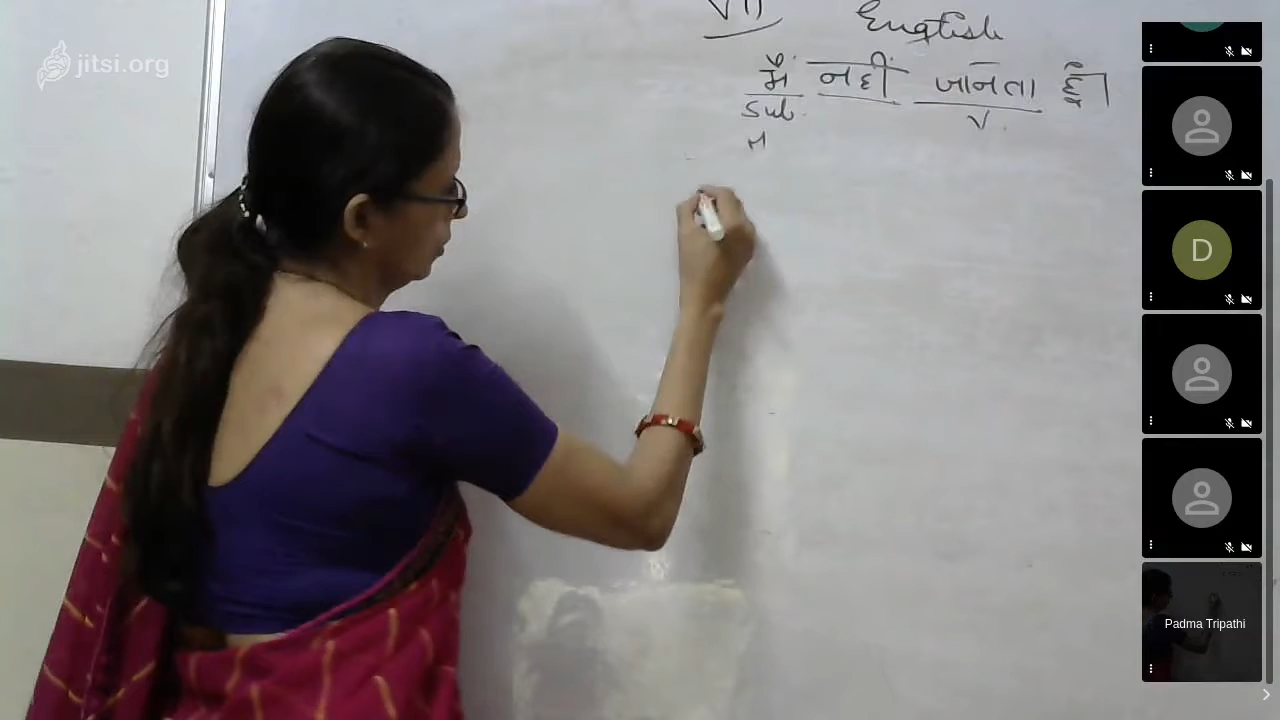 jitsi.org
VII English
मैं नही जानता हूँ
Sub. V.
D
Padma Tripathi